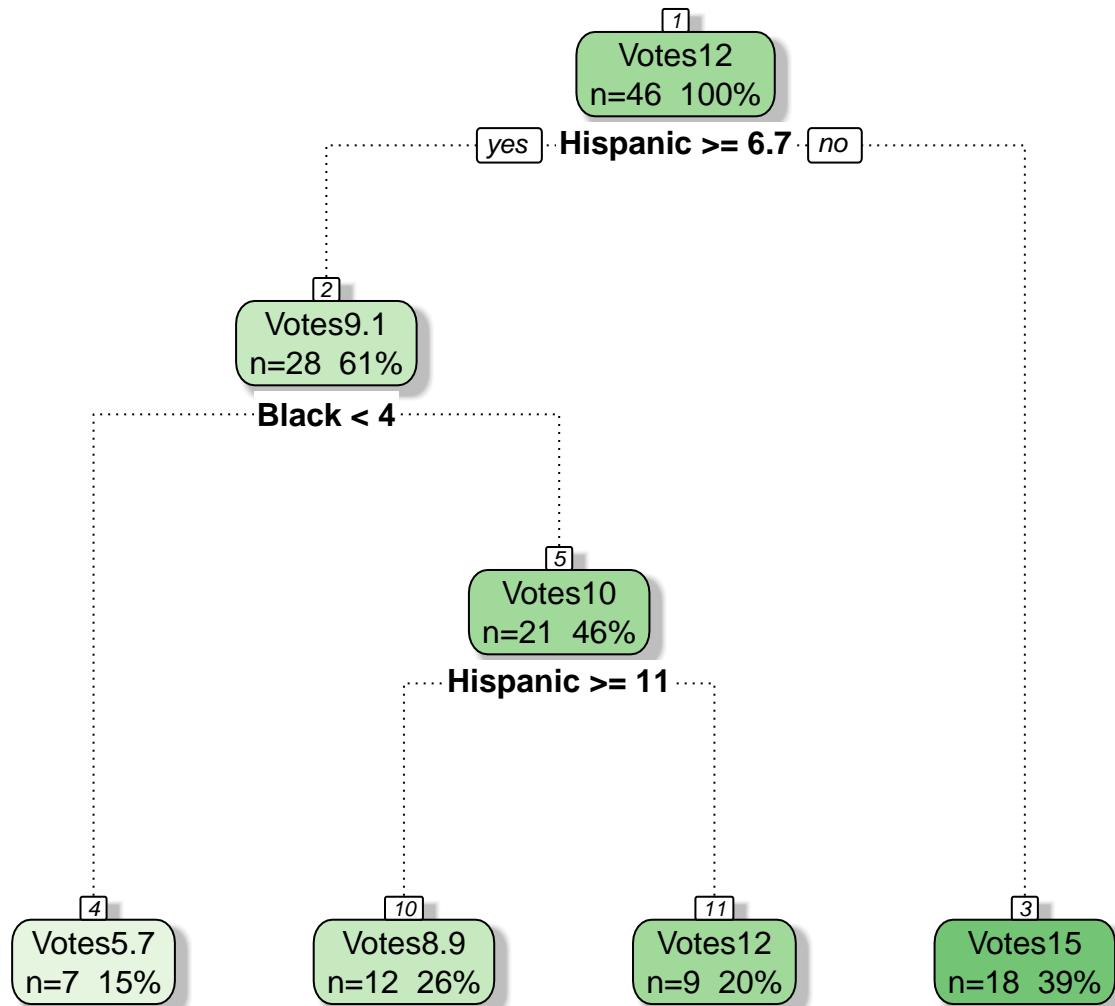 1
Votes12
n=46 100%
yes Hispanic >= 6.7 no
2
Votes9.1
n=28 61%
Black < 4
5
Votes10
n=21 46%
Hispanic >= 11
4
Votes5.7
n=7 15%
10
Votes8.9
n=12 26%
11
Votes12
n=9 20%
3
Votes15
n=18 39%